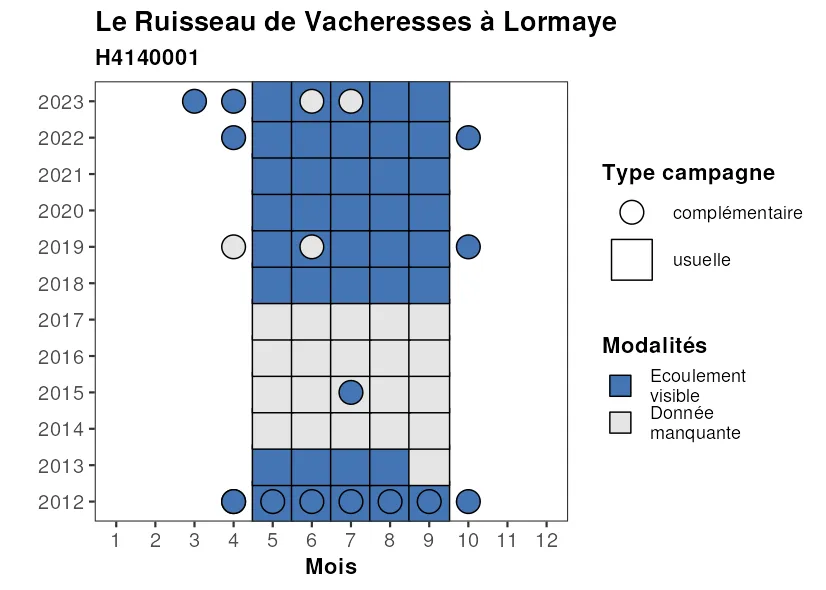 Le Ruisseau de Vacheresses à Lormaye
H4140001
2023
2022
2021
2020
2019
2018
2017
2016
2015
2014
2013
2012
1 2 3 4 5 6 7 8 9 10 11 12
Mois
Type campagne
complémentaire
usuelle
Modalités
Ecoulement
visible
Donnée
manquante